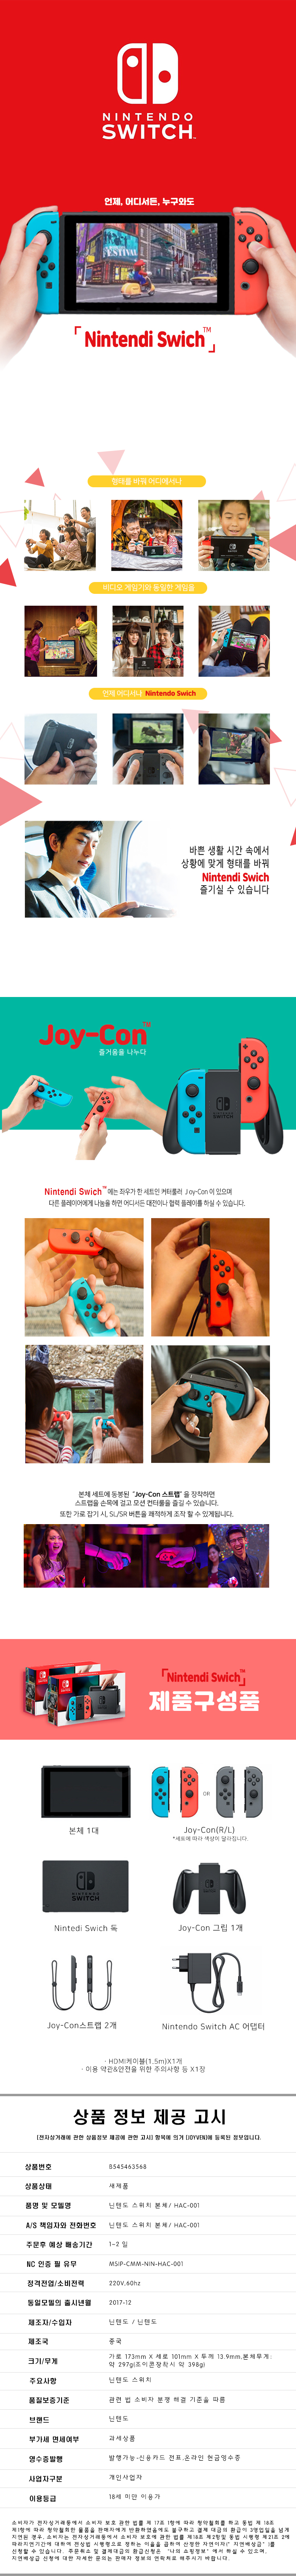 NINTENDO
SWITCH™
언제, 어디서든, 누구와도
「Nintendi Swich™」
형태를 바꿔 어디에서나
비디오 게임기와 동일한 게임을
언제 어디서나 Nintendo Swich
바쁜 생활 시간 속에서
상황에 맞게 형태를 바꿔
Nintendi Swich
즐기실 수 있습니다
Joy-Con™
즐거움을 나누다
Nintendi Swich™에는 좌우가 한 세트인 커터롤러 Joy-Con 이 있으며
다른 플레이어에게 나눔을 하면 어디서든 대전이나 협력 플레이를 하실 수 있습니다.
본체 세트에 동봉된 "Joy-Con 스트랩" 을 장착하면
스트랩을 손목에 걸고 모션 컨터롤을 즐길 수 있습니다.
또한 가로 잡기 시, SL/SR 버튼을 쾌적하게 조작 할 수 있게됩니다.
「Nintendi Swich」
제품구성품
본체 1대
OR
Joy-Con(R/L)
*세트에 따라 색상이 달라집니다.
NINTENDO
SWITCH
Nintedi Swich 독
Joy-Con 그립 1개
Joy-Con스트랩 2개
Nintendo Switch AC 어댑터
· HDMI케이블(1.5m)X1개
· 이용 약관&안전을 위한 주의사항 등 X1장
상품 정보 제공 고시
[전자상거래에 관한 상품정보 제공에 관한 고시] 항목에 의거 [JOYVEN]에 등록된 정보입니다.
상품번호 B545463568
상품상태 새제품
품명 및 모델명 닌텐도 스위치 본체/ HAC-001
A/S 책임자와 전화번호 닌텐도 스위치 본체/ HAC-001
주문후 예상 배송기간 1-2 일
NC 인증 필 유무 MSIP-CMM-NIN-HAC-001
정격전압/소비전력 220V,60hz
동일모델의 출시년월 2017-12
제조자/수입자 닌텐도 / 닌텐도
제조국 중국
크기/무게 가로 173mm X 세로 101mm X 두께 13.9mm,본체무게:
약 297g(조이콘장착시 약 398g)
주요사항 닌텐도 스위치
품질보증기준 관련 법 소비자 분쟁 해결 기준을 따름
브랜드 닌텐도
부가세 면세여부 과세상품
영수증발행 발행가능-신용카드 전표,온라인 현금영수증
사업자구분 개인사업자
이용등급 18세 미만 이용가
소비자가 전자상거래등에서 소비자 보호 관한 법률 제 17조 1항에 따라 청약철회를 하고 동법 제 18조
제1항에 따라 청약철회한 물품을 판매자에게 반환하였음에도 불구하고 결제 대금의 환급이 3영업일을 넘게
지연된 경우, 소비자는 전자상거래등에서 소비자 보호에 관한 법률 제18조 제2항및 동법 시행령 제21조 2에
따라지연기간에 대하여 전상법 시행령으로 정하는 이율을 곱하여 산정한 자연이자(" 지연배상금" )를
신청할 수 있습니다. 주문취소 및 결제대금의 환급신청은 "나의 쇼핑정보" 에서 하실 수 있으며,
지연배상금 신청에 대한 자세한 문의는 판매자 정보의 연락처로 해주시기 바랍니다.